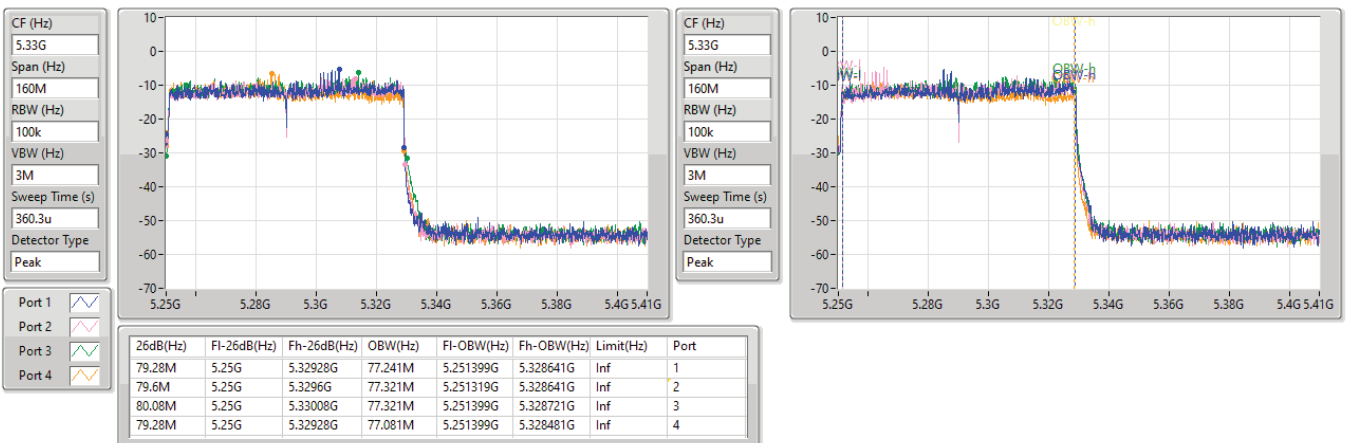 CF (Hz)
5.33G
Span (Hz)
160M
RBW (Hz)
100k
VBW (Hz)
3M
Sweep Time (s)
360.3u
Detector Type
Peak
10-
0-
-10-
-20-
-30-
-40-
-50-
-60-
-70-
5.25G 5.28G 5.3G 5.32G 5.34G 5.36G 5.38G 5.4G 5.41G
CF (Hz)
5.33G
Span (Hz)
160M
RBW (Hz)
100k
VBW (Hz)
3M
Sweep Time (s)
360.3u
Detector Type
Peak
10-
0-
-10-
-20-
-30-
-40-
-50-
-60-
-70-
OBW-h
OBW-h
5.25G 5.28G 5.3G 5.32G 5.34G 5.36G 5.38G 5.4G 5.41G
Port 1
Port 2
Port 3
Port 4
26dB(Hz) Fl-26dB(Hz) Fh-26dB(Hz) OBW(Hz) Fl-OBW(Hz) Fh-OBW(Hz) Limit(Hz) Port
79.28M 5.25G 5.32928G 77.241M 5.251399G 5.328641G Inf 1
79.6M 5.25G 5.3296G 77.321M 5.251319G 5.328641G Inf 2
80.08M 5.25G 5.33008G 77.321M 5.251399G 5.328721G Inf 3
79.28M 5.25G 5.32928G 77.081M 5.251399G 5.328481G Inf 4